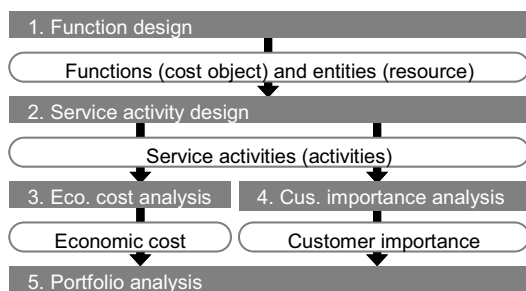 1. Function design
Functions (cost object) and entities (resource)
2. Service activity design
Service activities (activities)
3. Eco. cost analysis
4. Cus. importance analysis
Economic cost
Customer importance
5. Portfolio analysis